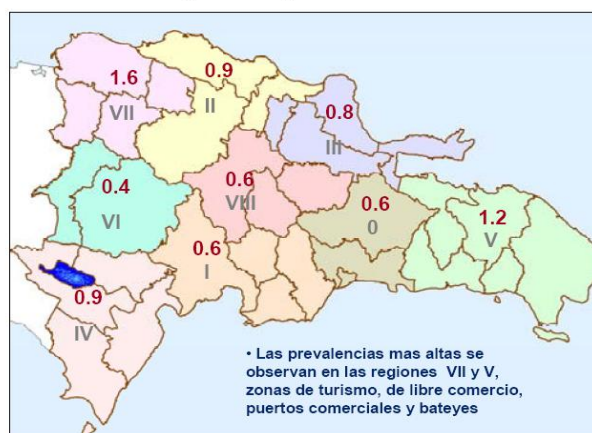 1.6
0.9
VII
II
0.8
III
0.4
VI
0.6
VIII
0.6
0
1.2
V
0.6
I
0.9
IV
• Las prevalencias mas altas se
observan en las regiones VII y V,
zonas de turismo, de libre comercio,
puertos comerciales y bateyes